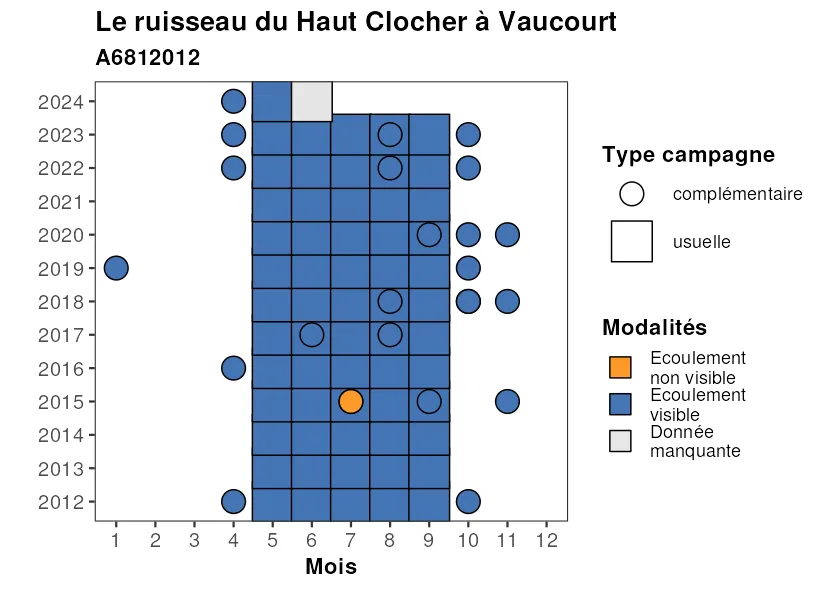 Le ruisseau du Haut Clocher à Vaucourt
A6812012
2024
2023
2022
2021
2020
2019
2018
2017
2016
2015
2014
2013
2012
1 2 3 4 5 6 7 8 9 10 11 12
Mois
Type campagne
complémentaire
usuelle
Modalités
Ecoulement
non visible
Ecoulement
visible
Donnée
manquante